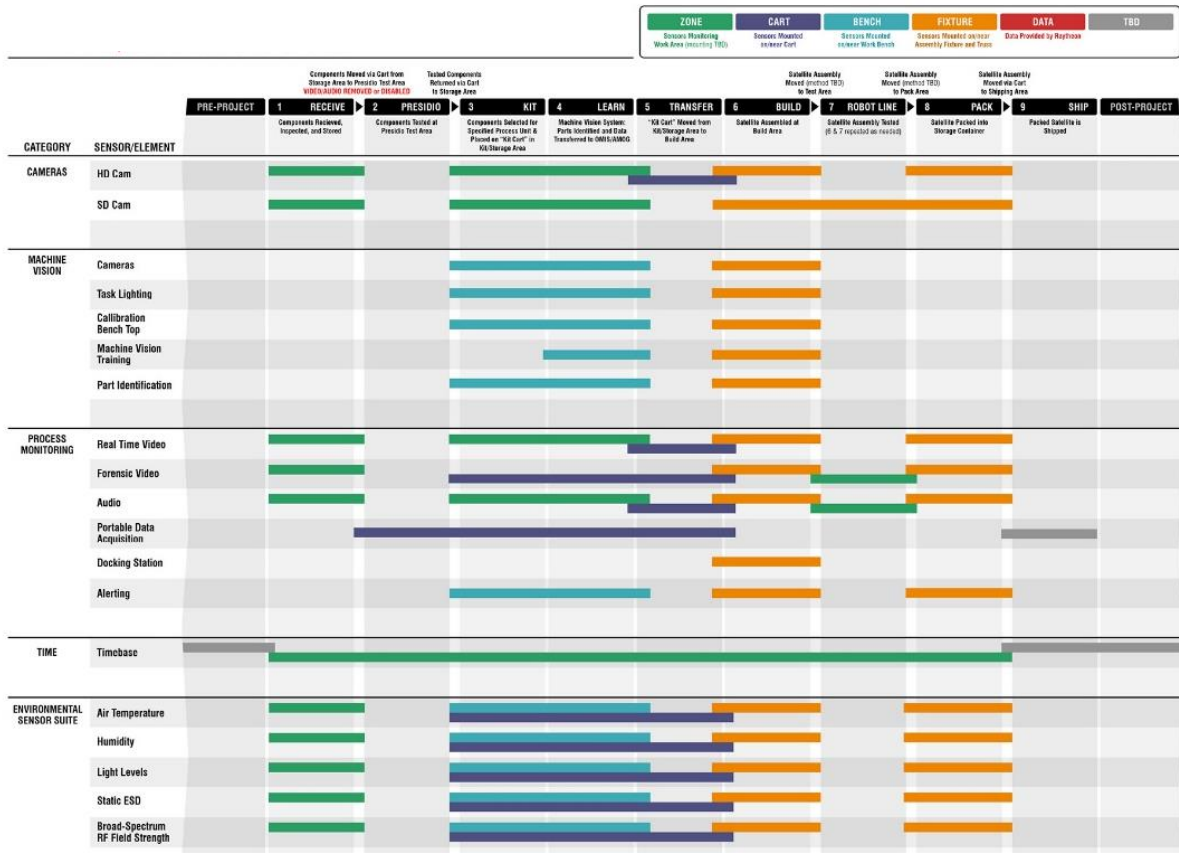 ZONE
Sensors Monitoring
Work Area (mounting TBD)
CART
Sensors Mounted
on/near Cart
BENCH
Sensors Mounted
on/near Work Bench
FIXTURE
Sensors Mounted on/near
Assembly Fixture and Truss
DATA
Data Provided by Raytheon
TBD
Components Moved via Cart from
Storage Area to Presidio Test Area
VIDEO/AUDIO REMOVED or DISABLED
Tested Components
Returned via Cart
to Storage Area
Satellite Assembly
Moved (method TBD)
to Test Area
Satellite Assembly
Moved (method TBD)
to Pack Area
Satellite Assembly
Moved via Cart
to Shipping Area
PRE-PROJECT
1 RECEIVE
2 PRESIDIO
3 KIT
4 LEARN
5 TRANSFER
6 BUILD
7 ROBOT LINE
8 PACK
9 SHIP
POST-PROJECT
Components Recieved,
Inspected, and Stored
Components Tested at
Presidio Test Area
Components Selected for
Specified Process Unit &
Placed on "Kit Cart" in
Kit/Storage Area
Machine Vision System:
Parts Identified and Data
Transferred to OMIS/AMOG
"Kit Cart" Moved from
Kit/Storage Area to
Build Area
Satellite Assembled at
Build Area
Satellite Assembly Tested
(6 & 7 repeated as needed)
Satellite Packed into
Storage Container
Packed Satellite is
Shipped
CATEGORY
SENSOR/ELEMENT
CAMERAS
HD Cam
SD Cam
MACHINE
VISION
Cameras
Task Lighting
Callibration
Bench Top
Machine Vision
Training
Part Identification
PROCESS
MONITORING
Real Time Video
Forensic Video
Audio
Portable Data
Acquisition
Docking Station
Alerting
TIME
Timebase
ENVIRONMENTAL
SENSOR SUITE
Air Temperature
Humidity
Light Levels
Static ESD
Broad-Spectrum
RF Field Strength